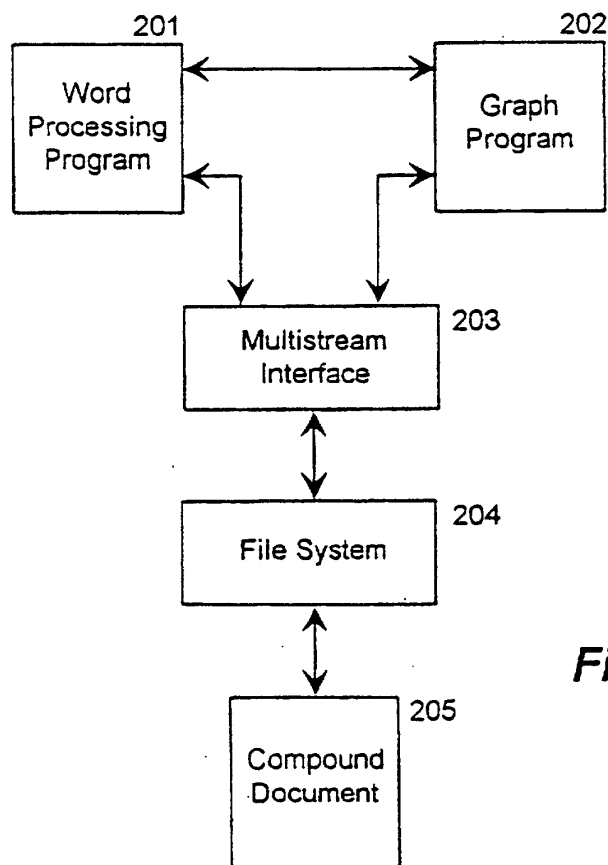 201
202
Word
Processing
Program
Graph
Program
203
Multistream
Interface
204
File System
205
Compound
Document